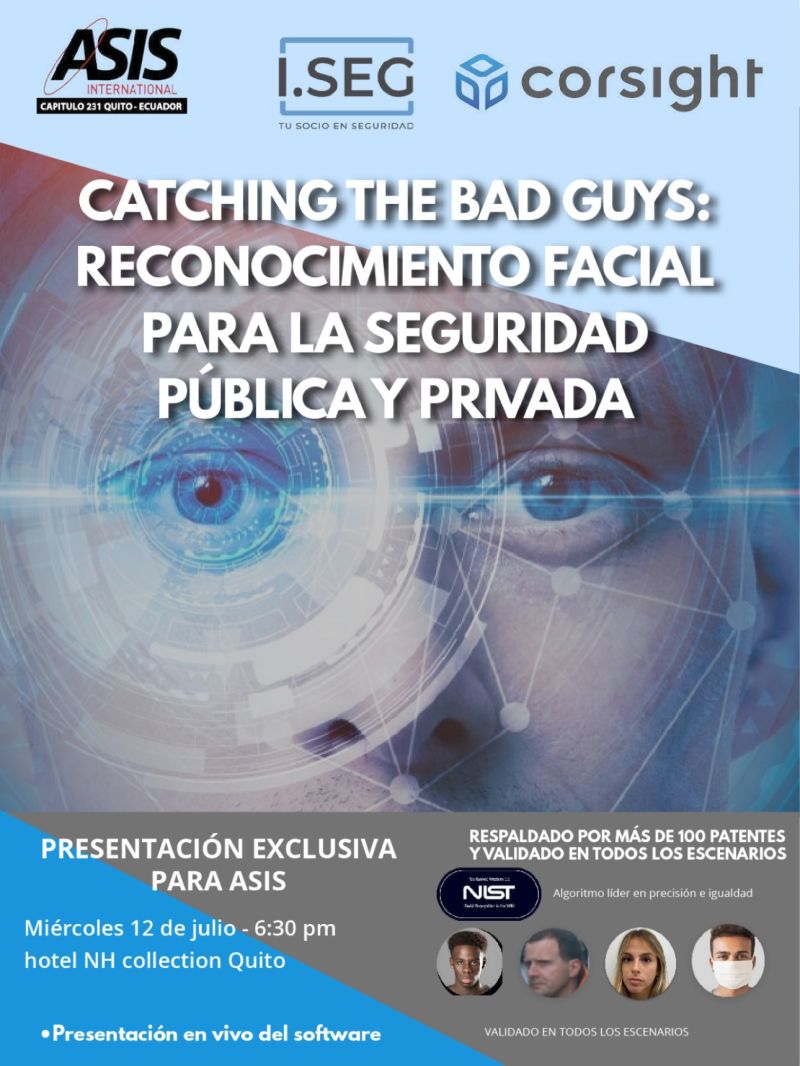 ASIS
INTERNATIONAL
CAPITULO 231 QUITO - ECUADOR
I.SEG
TU SOCIO EN SEGURIDAD
corsight
CATCHING THE BAD GUYS:
RECONOCIMIENTO FACIAL
PARA LA SEGURIDAD
PÚBLICA Y PRIVADA
PRESENTACIÓN EXCLUSIVA
PARA ASIS
Miércoles 12 de julio - 6:30 pm
hotel NH collection Quito
•Presentación en vivo del software
RESPALDADO POR MÁS DE 100 PATENTES
Y VALIDADO EN TODOS LOS ESCENARIOS
NIST
Algoritmo líder en precisión e igualdad
VALIDADO EN TODOS LOS ESCENARIOS